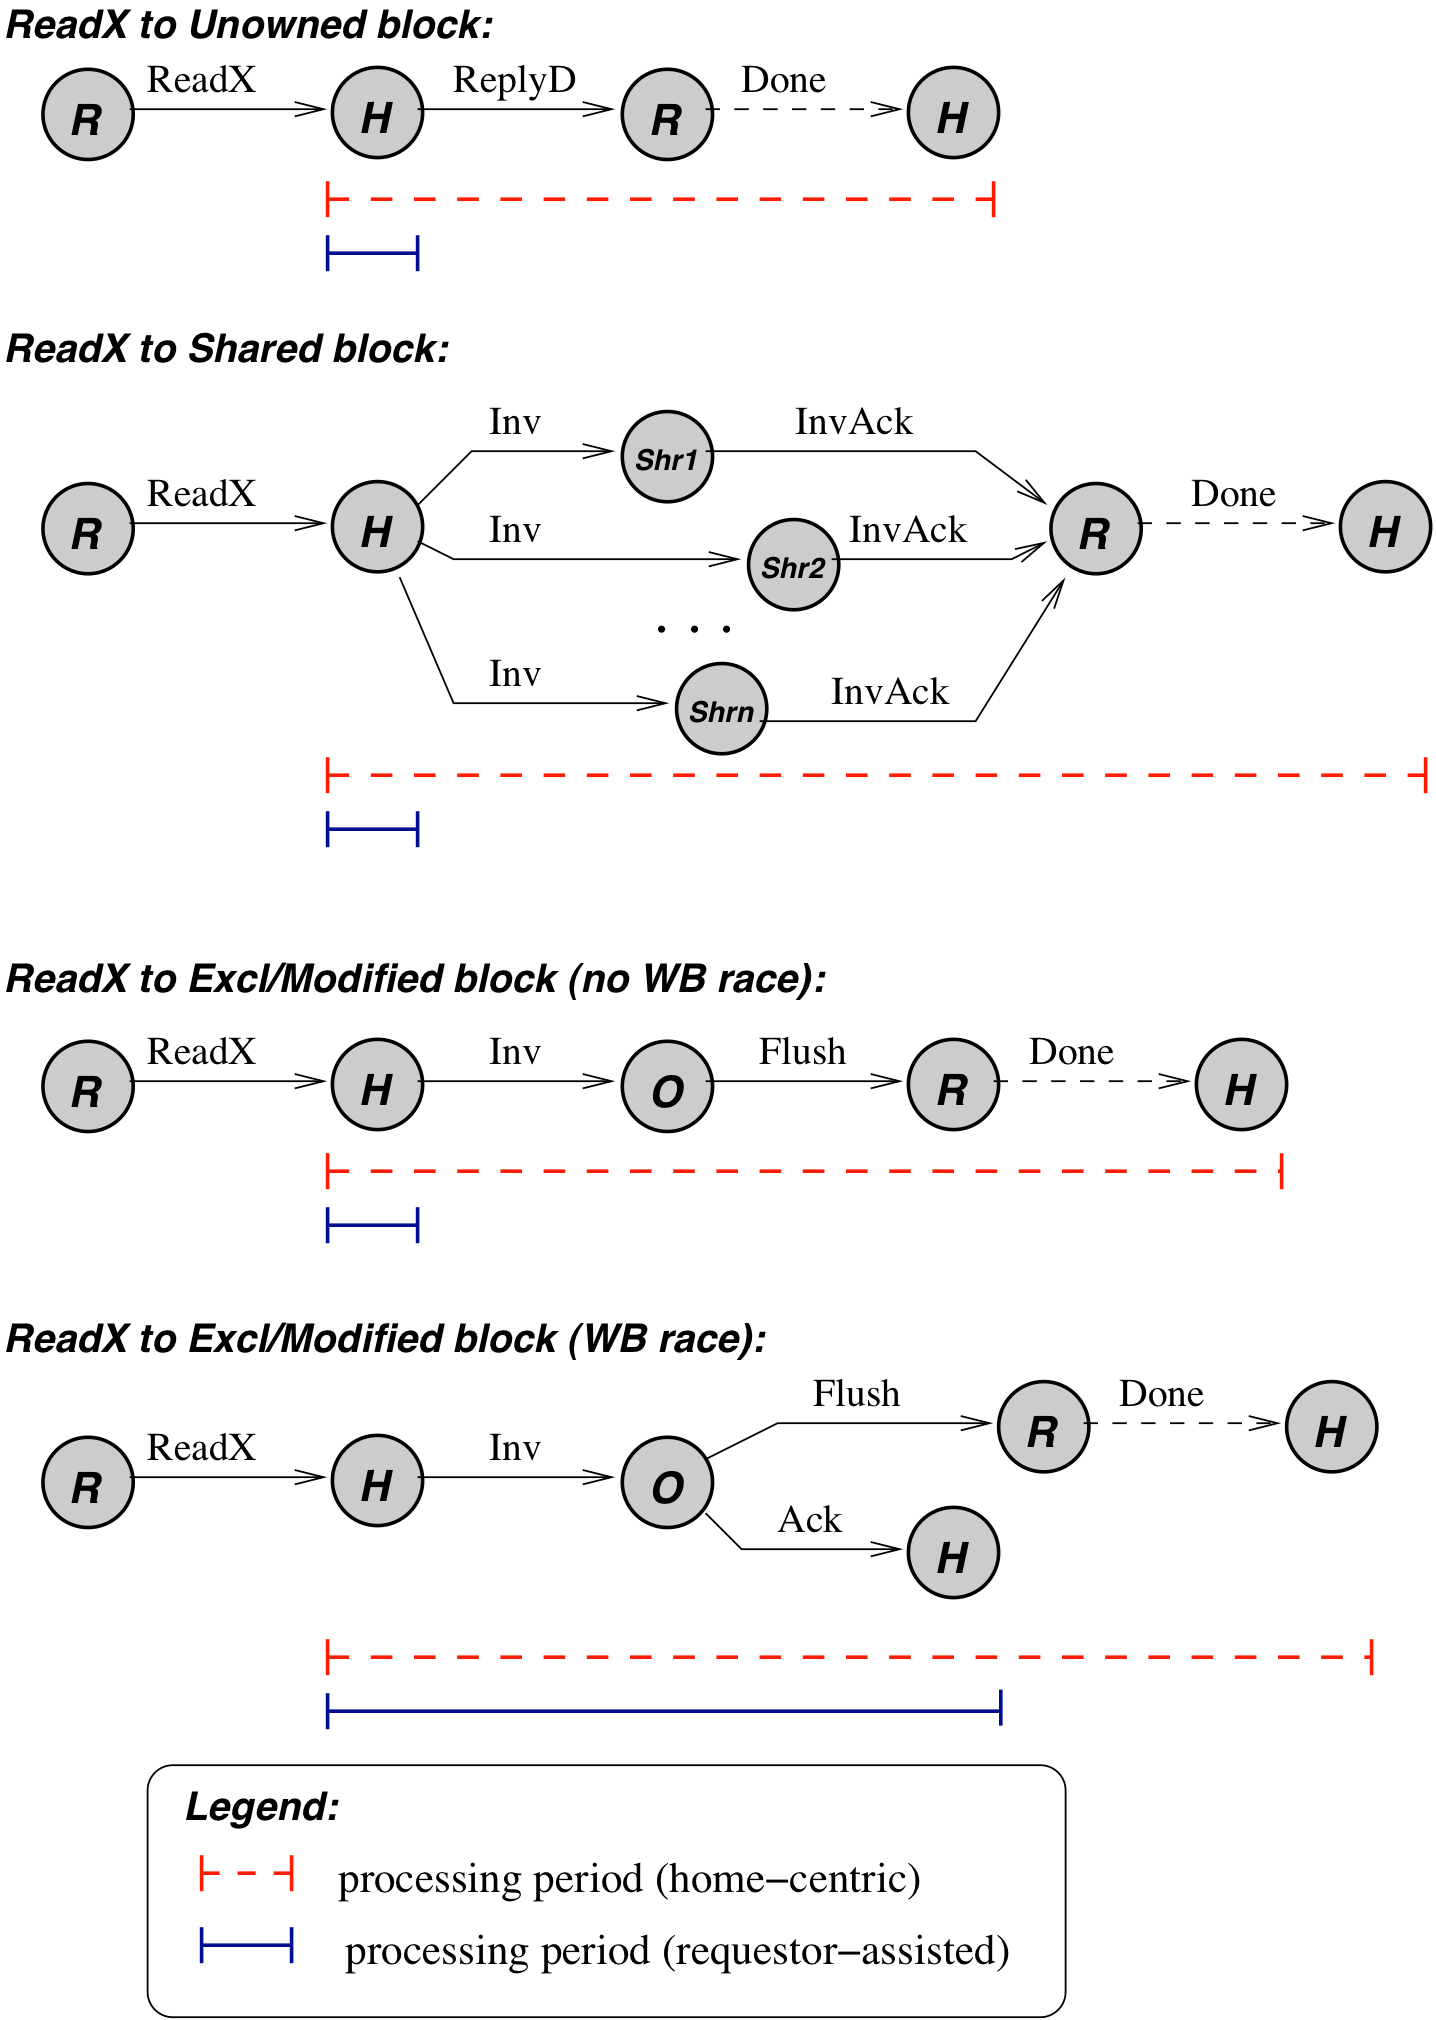 ReadX to Unowned block:
ReadX ReplyD Done
R H R H
ReadX to Shared block:
Inv InvAck
Shr1
ReadX Done
R H R H
Inv InvAck
Shr2
. . .
Inv InvAck
Shrn
ReadX to Excl/Modified block (no WB race):
ReadX Inv Flush Done
R H O R H
ReadX to Excl/Modified block (WB race):
Flush Done
R H
ReadX Inv
R H O
Ack
H
Legend:
processing period (home−centric)
processing period (requestor−assisted)